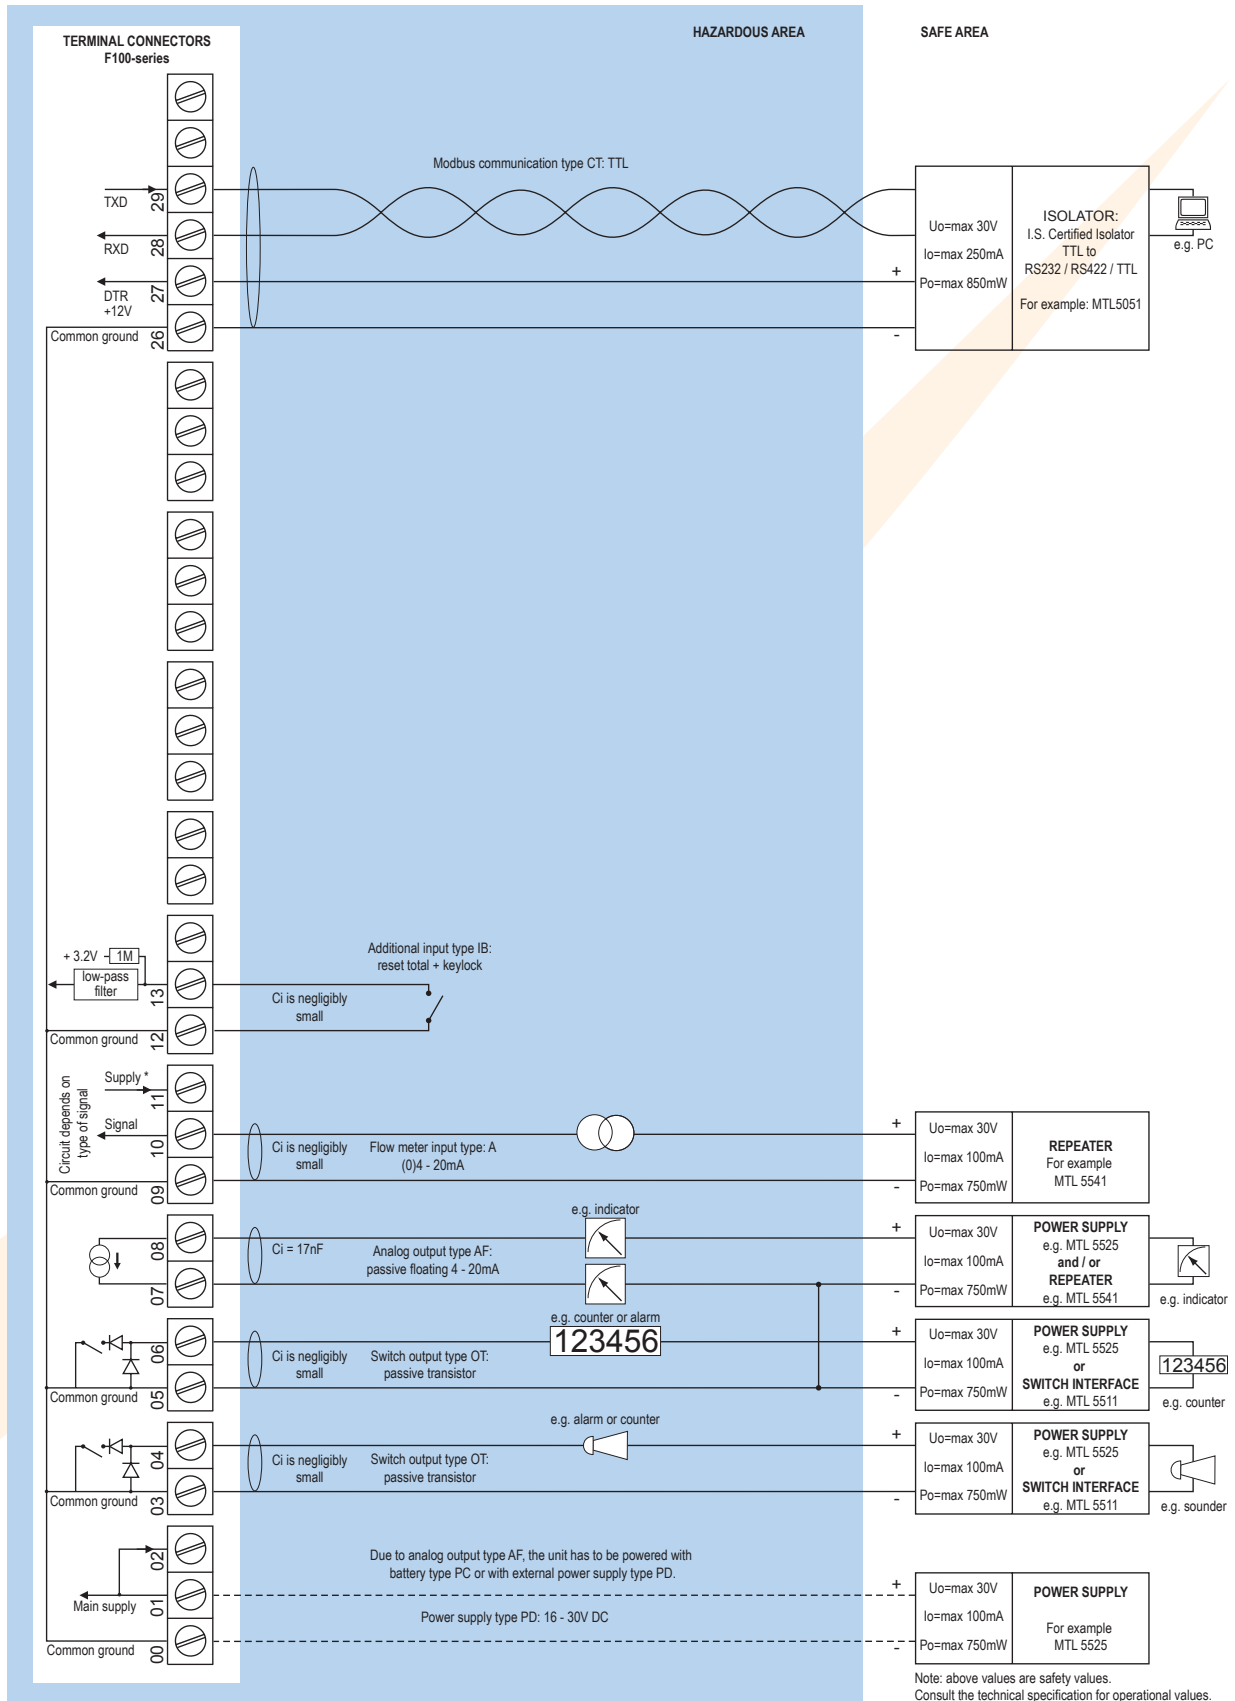 TERMINAL CONNECTORS
F100-series
HAZARDOUS AREA
SAFE AREA
Modbus communication type CT: TTL
TXD
29
RXD
28
DTR
+12V
27
Common ground
26
+
-
Uo=max 30V
Io=max 250mA
Po=max 850mW
ISOLATOR:
I.S. Certified Isolator
TTL to
RS232 / RS422 / TTL
For example: MTL5051
e.g. PC
+ 3.2V
1M
low-pass
filter
13
Common ground
12
Additional input type IB:
reset total + keylock
Ci is negligibly
small
Circuit depends on
type of signal
Supply *
11
Signal
10
Common ground
09
Ci is negligibly
small
Flow meter input type: A
(0)4 - 20mA
+
-
Uo=max 30V
Io=max 100mA
Po=max 750mW
REPEATER
For example
MTL 5541
08
07
Ci = 17nF
Analog output type AF:
passive floating 4 - 20mA
e.g. indicator
+
-
Uo=max 30V
Io=max 100mA
Po=max 750mW
POWER SUPPLY
e.g. MTL 5525
and / or
REPEATER
e.g. MTL 5541
e.g. indicator
06
Common ground
05
Ci is negligibly
small
Switch output type OT:
passive transistor
e.g. counter or alarm
123456
+
-
Uo=max 30V
Io=max 100mA
Po=max 750mW
POWER SUPPLY
e.g. MTL 5525
or
SWITCH INTERFACE
e.g. MTL 5511
123456
e.g. counter
04
Common ground
03
Ci is negligibly
small
Switch output type OT:
passive transistor
e.g. alarm or counter
+
-
Uo=max 30V
Io=max 100mA
Po=max 750mW
POWER SUPPLY
e.g. MTL 5525
or
SWITCH INTERFACE
e.g. MTL 5511
e.g. sounder
02
Main supply
01
Common ground
00
Due to analog output type AF, the unit has to be powered with
battery type PC or with external power supply type PD.
Power supply type PD: 16 - 30V DC
+
-
Uo=max 30V
Io=max 100mA
Po=max 750mW
POWER SUPPLY
For example
MTL 5525
Note: above values are safety values.
Consult the technical specification for operational values.